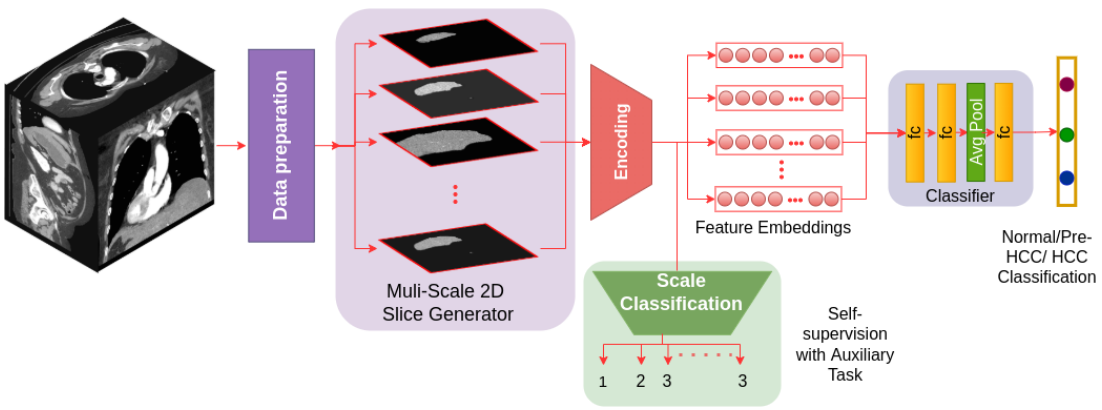 Data preparation
Muli-Scale 2D
Slice Generator
Encoding
Feature Embeddings
fc
fc
Avg Pool
fc
Classifier
Normal/Pre-
HCC/ HCC
Classification
Scale
Classification
1 2 3 3
Self-
supervision
with Auxiliary
Task